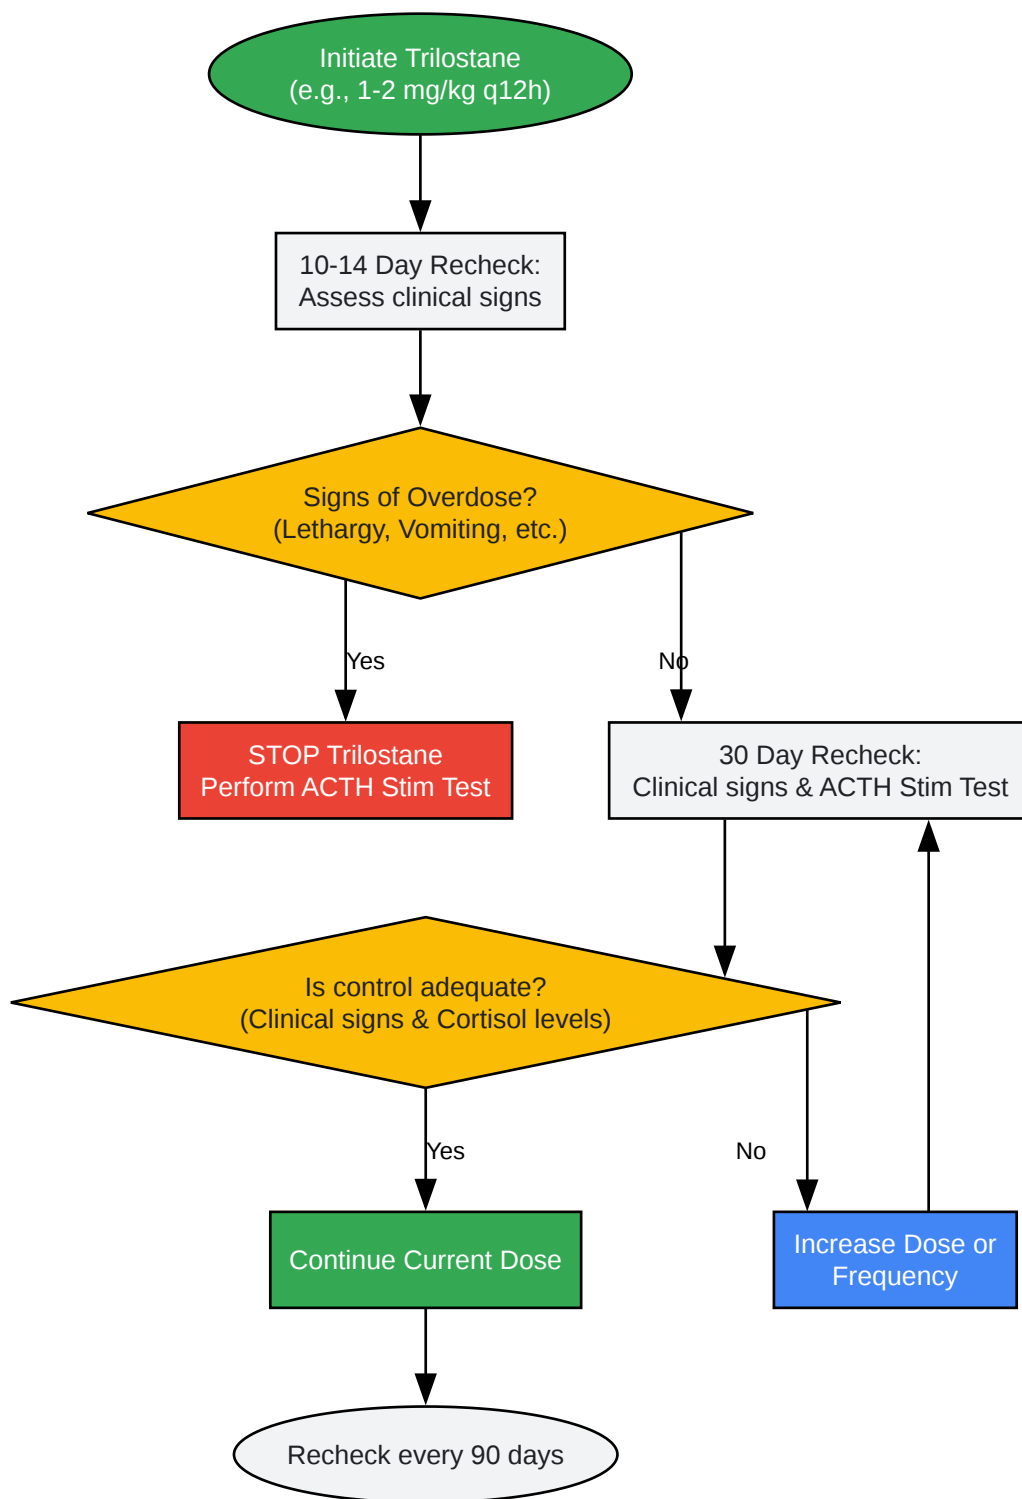 Initiate Trilostane
(e.g., 1-2 mg/kg q12h)
10-14 Day Recheck:
Assess clinical signs
Signs of Overdose?
(Lethargy, Vomiting, etc.)
Yes
No
STOP Trilostane
Perform ACTH Stim Test
30 Day Recheck:
Clinical signs & ACTH Stim Test
Is control adequate?
(Clinical signs & Cortisol levels)
Yes
No
Continue Current Dose
Increase Dose or
Frequency
Recheck every 90 days